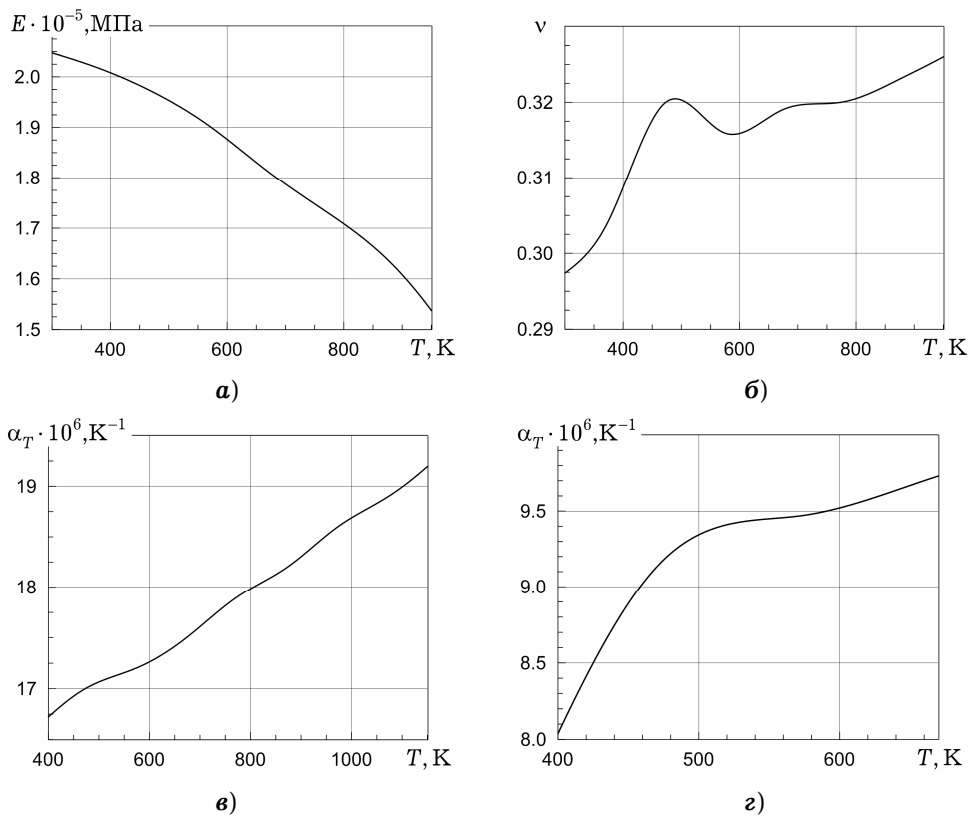 E · 10⁻⁵, МПа
2.0
1.9
1.8
1.7
1.6
1.5
400 600 800 T, К
а)
ν
0.32
0.31
0.30
0.29
400 600 800 T, К
б)
α_T · 10⁶, К⁻¹
19
18
17
400 600 800 1000 T, К
в)
α_T · 10⁶, К⁻¹
9.5
9.0
8.5
8.0
400 500 600 T, К
г)